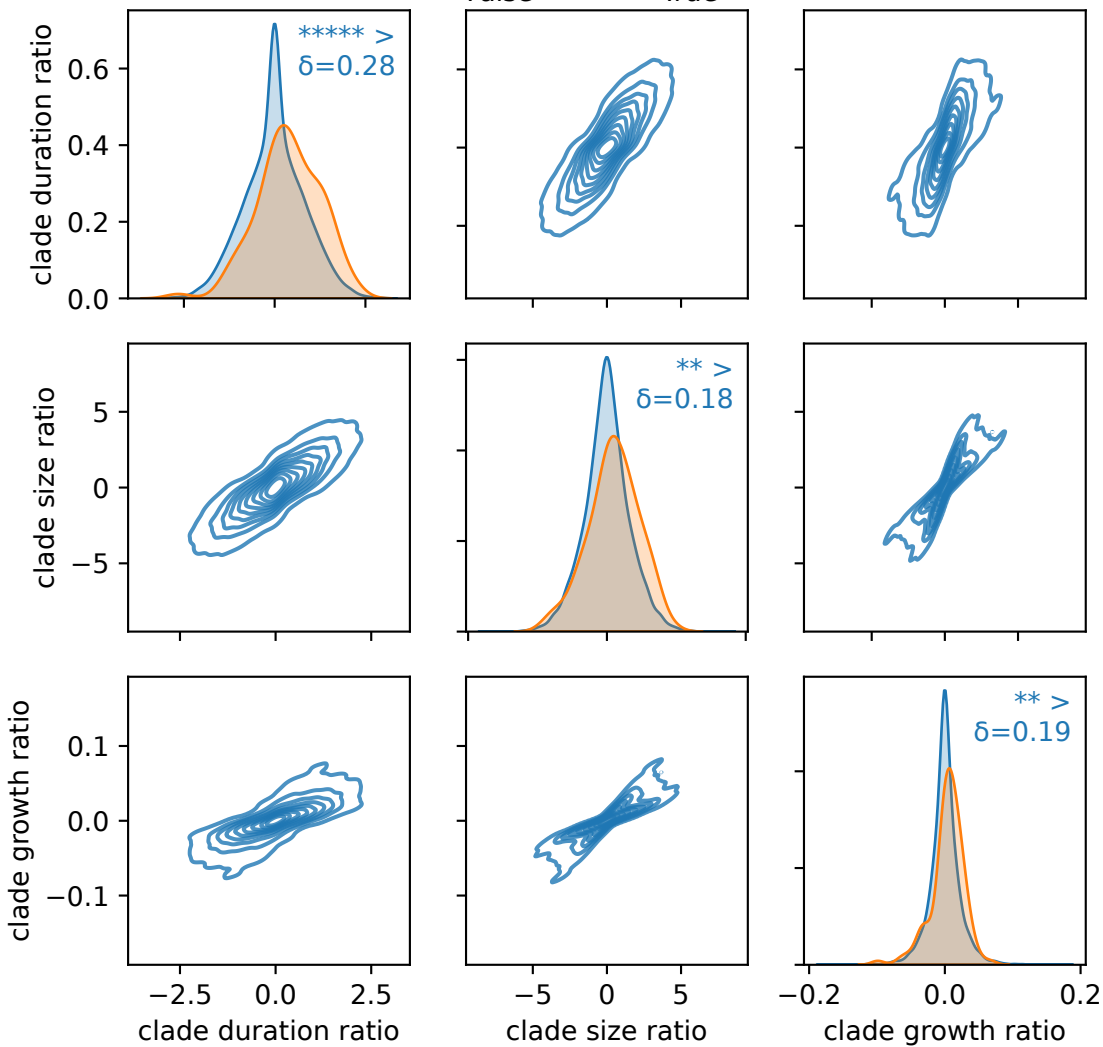 clade duration ratio
0.6
0.4
0.2
0.0
***** >
δ=0.28
clade size ratio
5
0
−5
** >
δ=0.18
clade growth ratio
0.1
0.0
−0.1
** >
δ=0.19
−2.5 0.0 2.5 −5 0 5 −0.2 0.0 0.2
clade duration ratio clade size ratio clade growth ratio